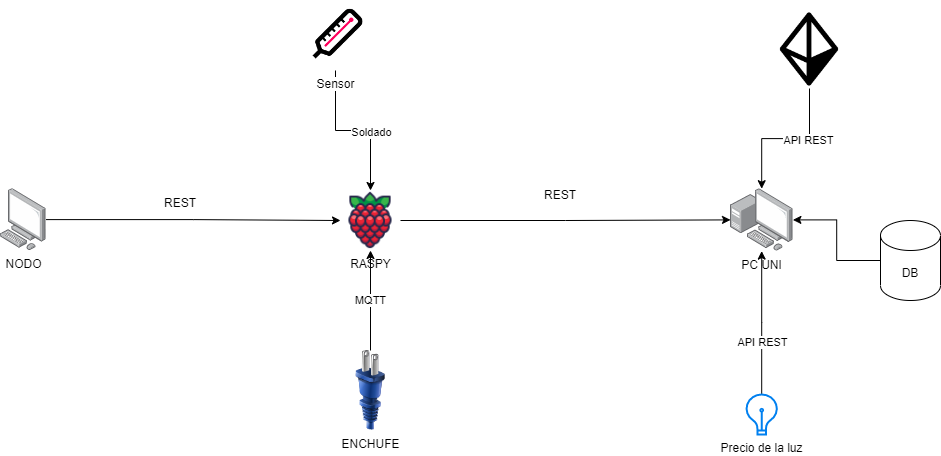 Sensor
Soldado
API REST
REST
REST
NODO
RASPY
PC UNI
DB
MQTT
API REST
ENCHUFE
Precio de la luz